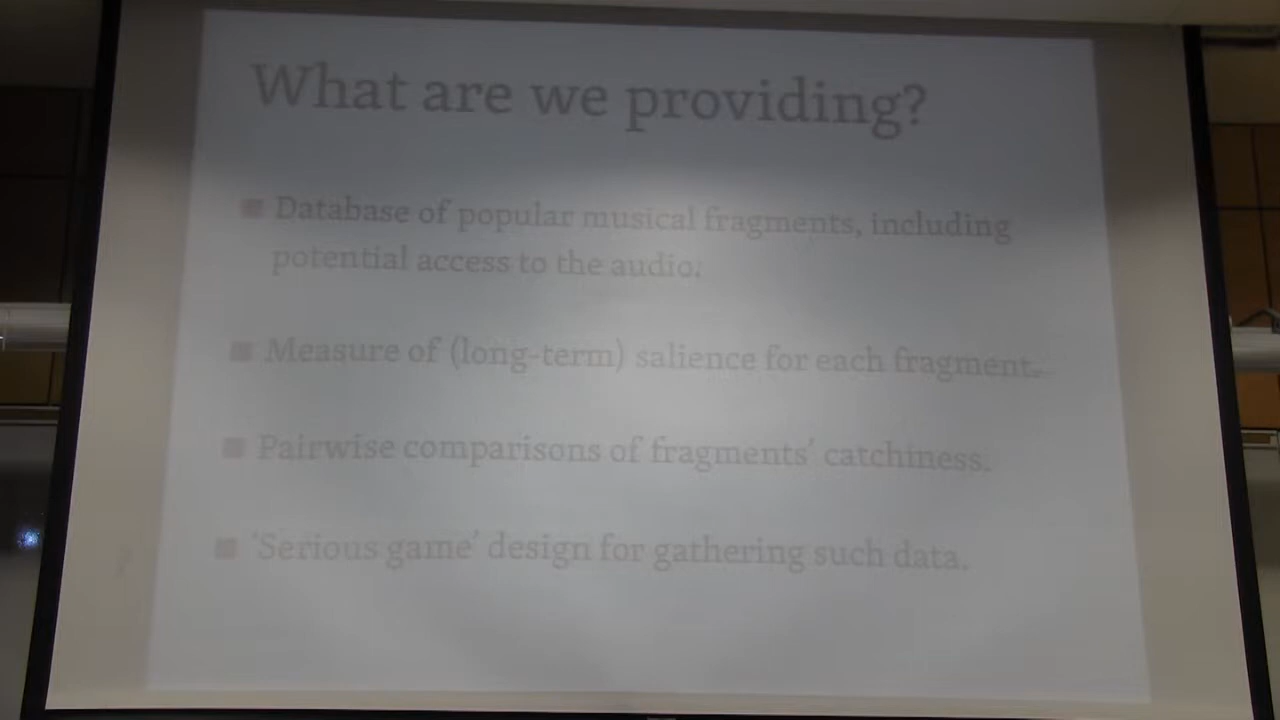 What are we providing?
Database of popular musical fragments, including
potential access to the audio.
Measure of (long-term) salience for each fragment.
Pairwise comparisons of fragments' catchiness.
'Serious game' design for gathering such data.